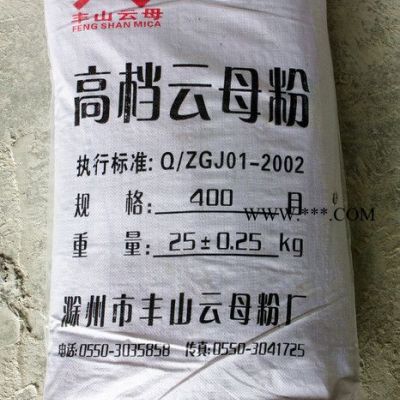 丰山云母
FENG SHAN MICA
高档云母粉
执行标准: Q/ZGJ01-2002
规 格: 400 目
WWW.***.COM
重 量: 25±0.25 kg
滁州市丰山云母粉厂
电话:0550-3035858 传真:0550-3041725